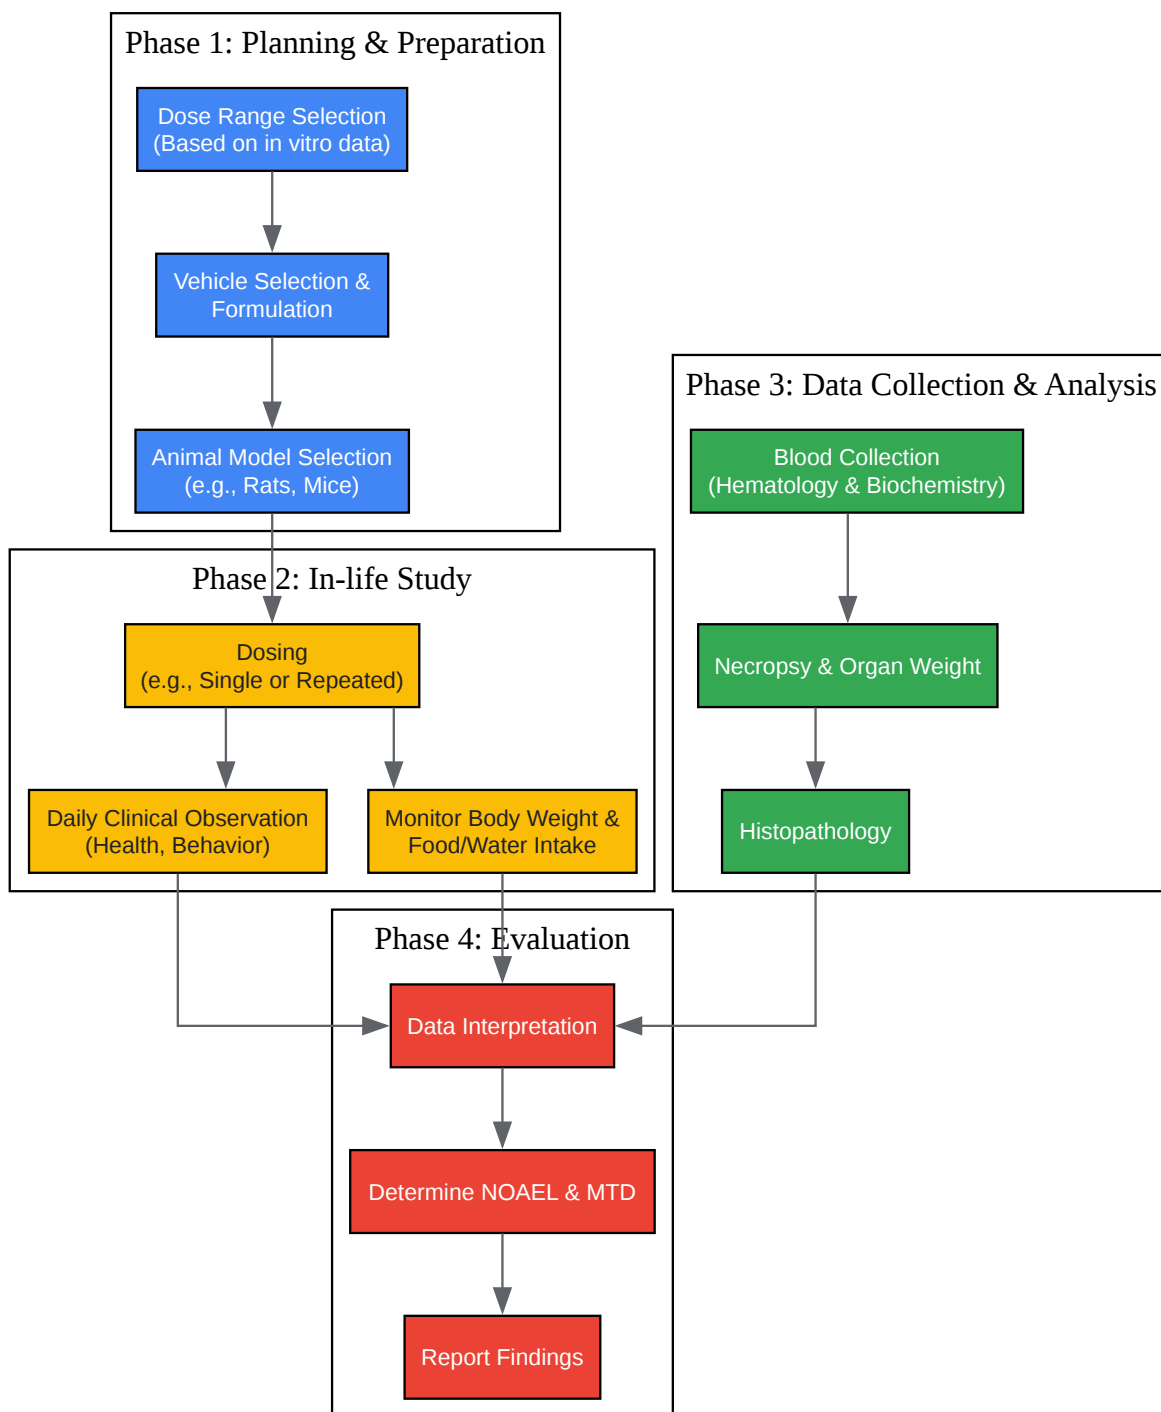 Phase 1: Planning & Preparation
Dose Range Selection
(Based on in vitro data)
Vehicle Selection &
Formulation
Animal Model Selection
(e.g., Rats, Mice)
Phase 2: In-life Study
Dosing
(e.g., Single or Repeated)
Daily Clinical Observation
(Health, Behavior)
Monitor Body Weight &
Food/Water Intake
Phase 3: Data Collection & Analysis
Blood Collection
(Hematology & Biochemistry)
Necropsy & Organ Weight
Histopathology
Phase 4: Evaluation
Data Interpretation
Determine NOAEL & MTD
Report Findings